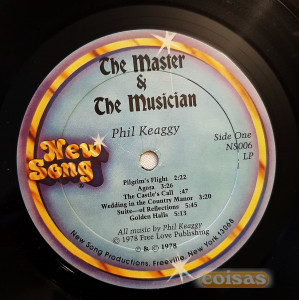 The Master
&
The Musician
Phil Keaggy
New
Song
Side One
NS006
LP
Pilgrim's Flight 2:22
Agora 3:26
The Castle's Call :47
Wedding in the Country Manor 3:20
Suite—of Reflections 5:45
Golden Halls 5:13
All music by Phil Keaggy
© 1978 Free Love Publishing
℗ & © 1978
New Song Productions, Freeville, New York 13068
coisas